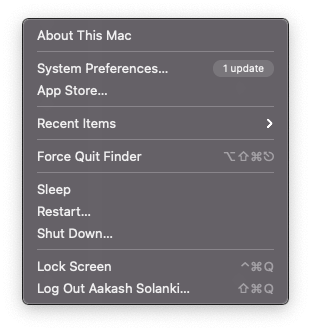 About This Mac
System Preferences... 1 update
App Store...
Recent Items
Force Quit Finder ⌥⇧⌘⎋
Sleep
Restart...
Shut Down...
Lock Screen ^⌘Q
Log Out Aakash Solanki... ⇧⌘Q